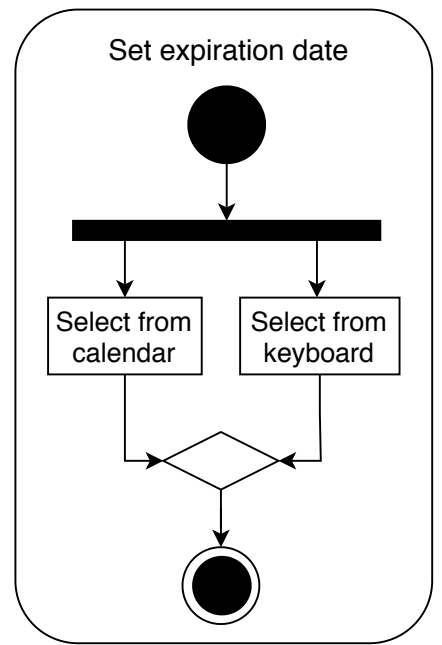 Set expiration date
Select from
calendar
Select from
keyboard